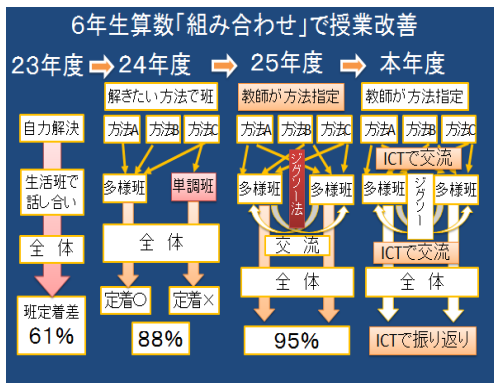 6年生算数「組み合わせ」で授業改善
23年度
24年度
25年度
本年度
自力解決
生活班で
話し合い
全 体
班定着差
61%
解きたい方法で班
方法A
方法B
方法C
多様班
単調班
全 体
定着○
定着×
88%
教師が方法指定
方法A
方法B
方法C
多様班
ジグソー法
多様班
交 流
全 体
95%
教師が方法指定
方法A
方法B
方法C
ICTで交流
多様班
ジグソー
多様班
ICTで交流
全 体
ICTで振り返り